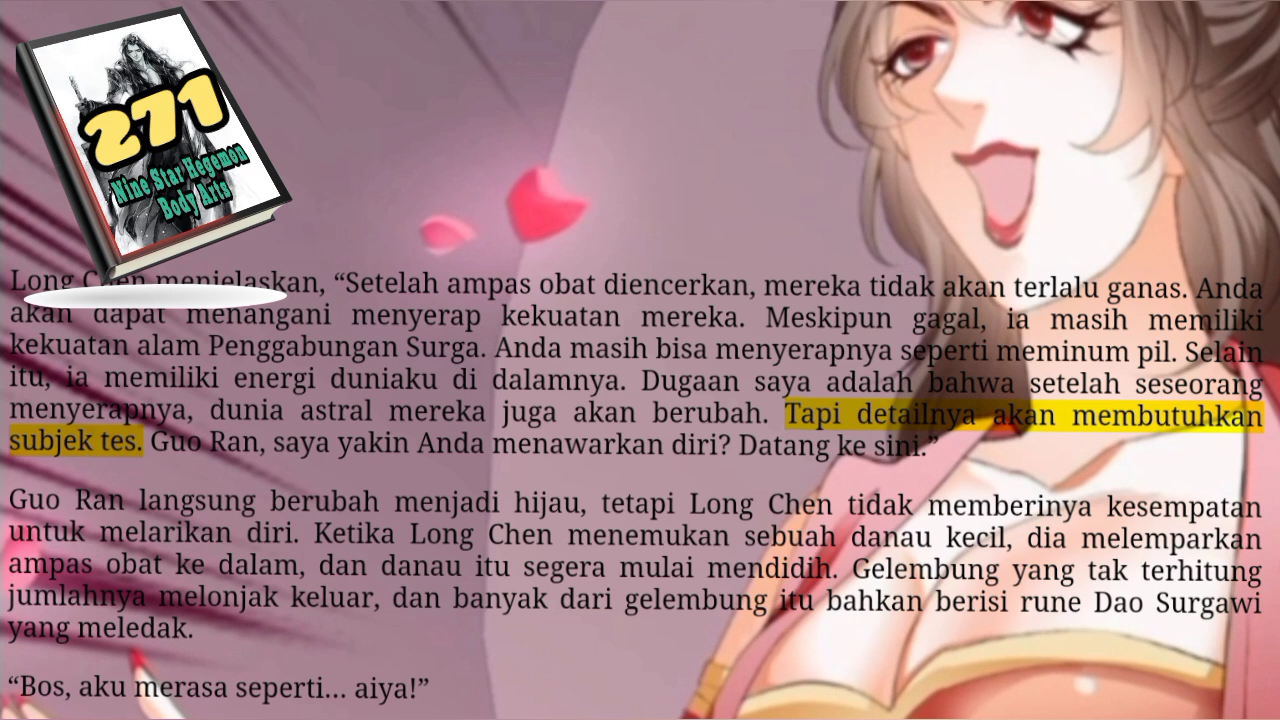 271
Nine Star Hegemon
Body Arts
Long Chen menjelaskan, “Setelah ampas obat diencerkan, mereka tidak akan terlalu ganas. Anda
akan dapat menangani menyerap kekuatan mereka. Meskipun gagal, ia masih memiliki
kekuatan alam Penggabungan Surga. Anda masih bisa menyerapnya seperti meminum pil. Selain
itu, ia memiliki energi duniaku di dalamnya. Dugaan saya adalah bahwa setelah seseorang
menyerapnya, dunia astral mereka juga akan berubah. Tapi detailnya akan membutuhkan
subjek tes. Guo Ran, saya yakin Anda menawarkan diri? Datang ke sini.”
Guo Ran langsung berubah menjadi hijau, tetapi Long Chen tidak memberinya kesempatan
untuk melarikan diri. Ketika Long Chen menemukan sebuah danau kecil, dia melemparkan
ampas obat ke dalam, dan danau itu segera mulai mendidih. Gelembung yang tak terhitung
jumlahnya melonjak keluar, dan banyak dari gelembung itu bahkan berisi rune Dao Surgawi
yang meledak.
“Bos, aku merasa seperti... aiya!”